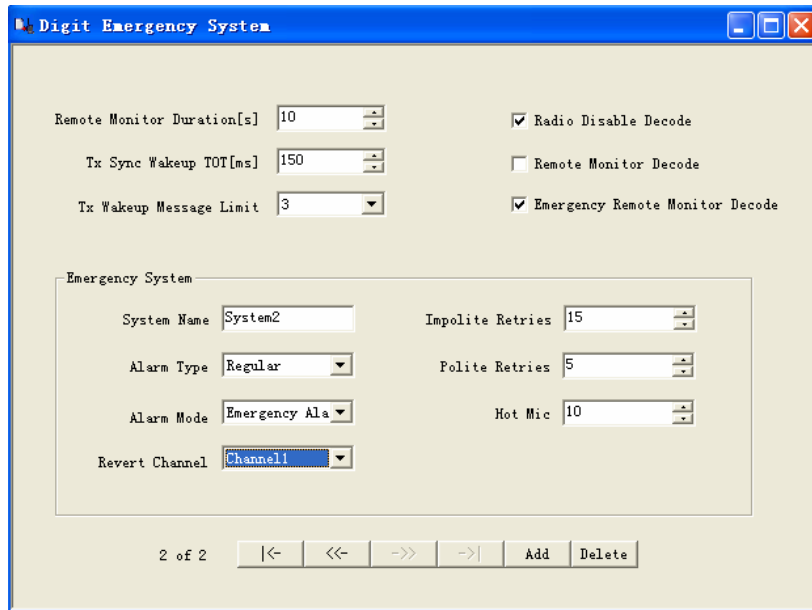 Digit Emergency System
Remote Monitor Duration[s] 10
Radio Disable Decode
Tx Sync Wakeup TOT[ms] 150
Remote Monitor Decode
Tx Wakeup Message Limit 3
Emergency Remote Monitor Decode
Emergency System
System Name System2
Impolite Retries 15
Alarm Type Regular
Polite Retries 5
Alarm Mode Emergency Ala
Hot Mic 10
Revert Channel Channel1
2 of 2 |<- <<- ->> ->| Add Delete